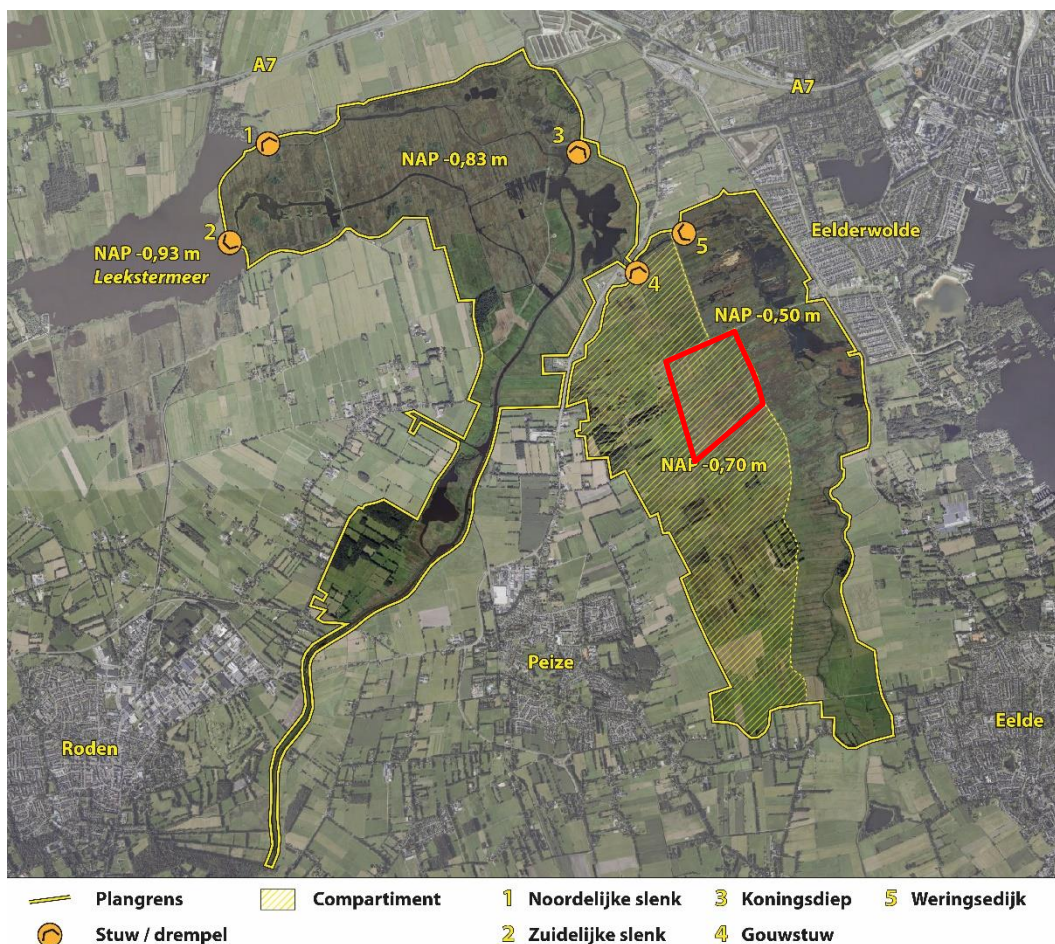 A7
A7
1
3
NAP -0,83 m
2
NAP -0,93 m
Leekstermeer
5
Eelderwolde
4
NAP -0,50 m
NAP -0,70 m
Peize
Roden
Eelde
Plangrens
Compartiment
1 Noordelijke slenk
3 Koningsdiep
5 Weringsedijk
Stuw / drempel
2 Zuidelijke slenk
4 Gouwstuw